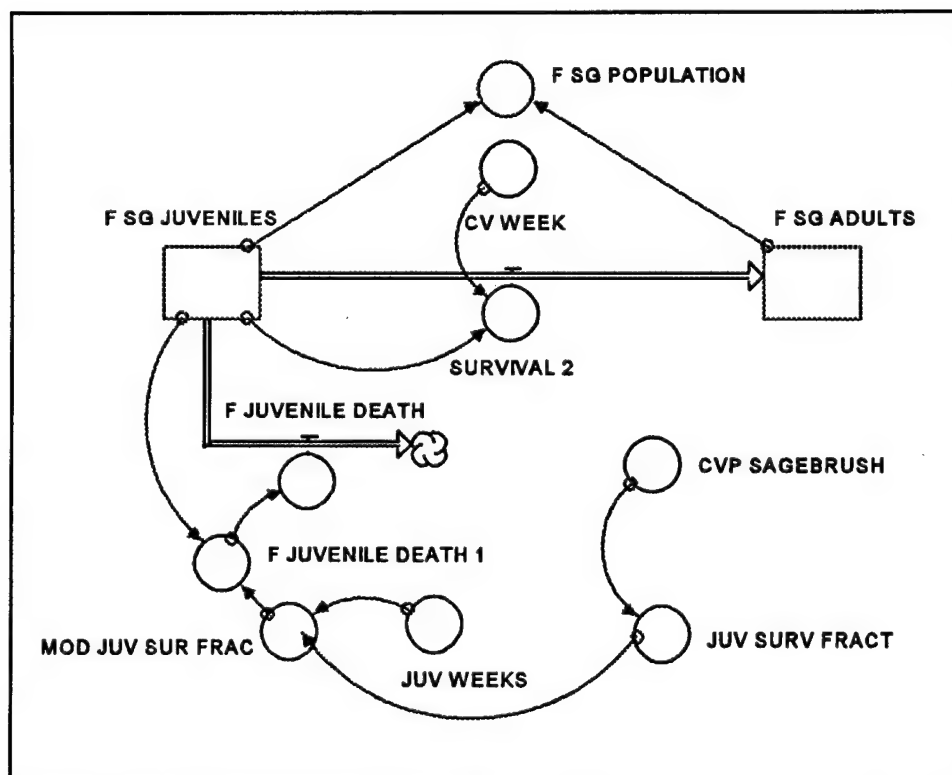 F SG POPULATION
F SG JUVENILES
CV WEEK
F SG ADULTS
SURVIVAL 2
F JUVENILE DEATH
CVP SAGEBRUSH
F JUVENILE DEATH 1
MOD JUV SUR FRAC
JUV SURV FRACT
JUV WEEKS